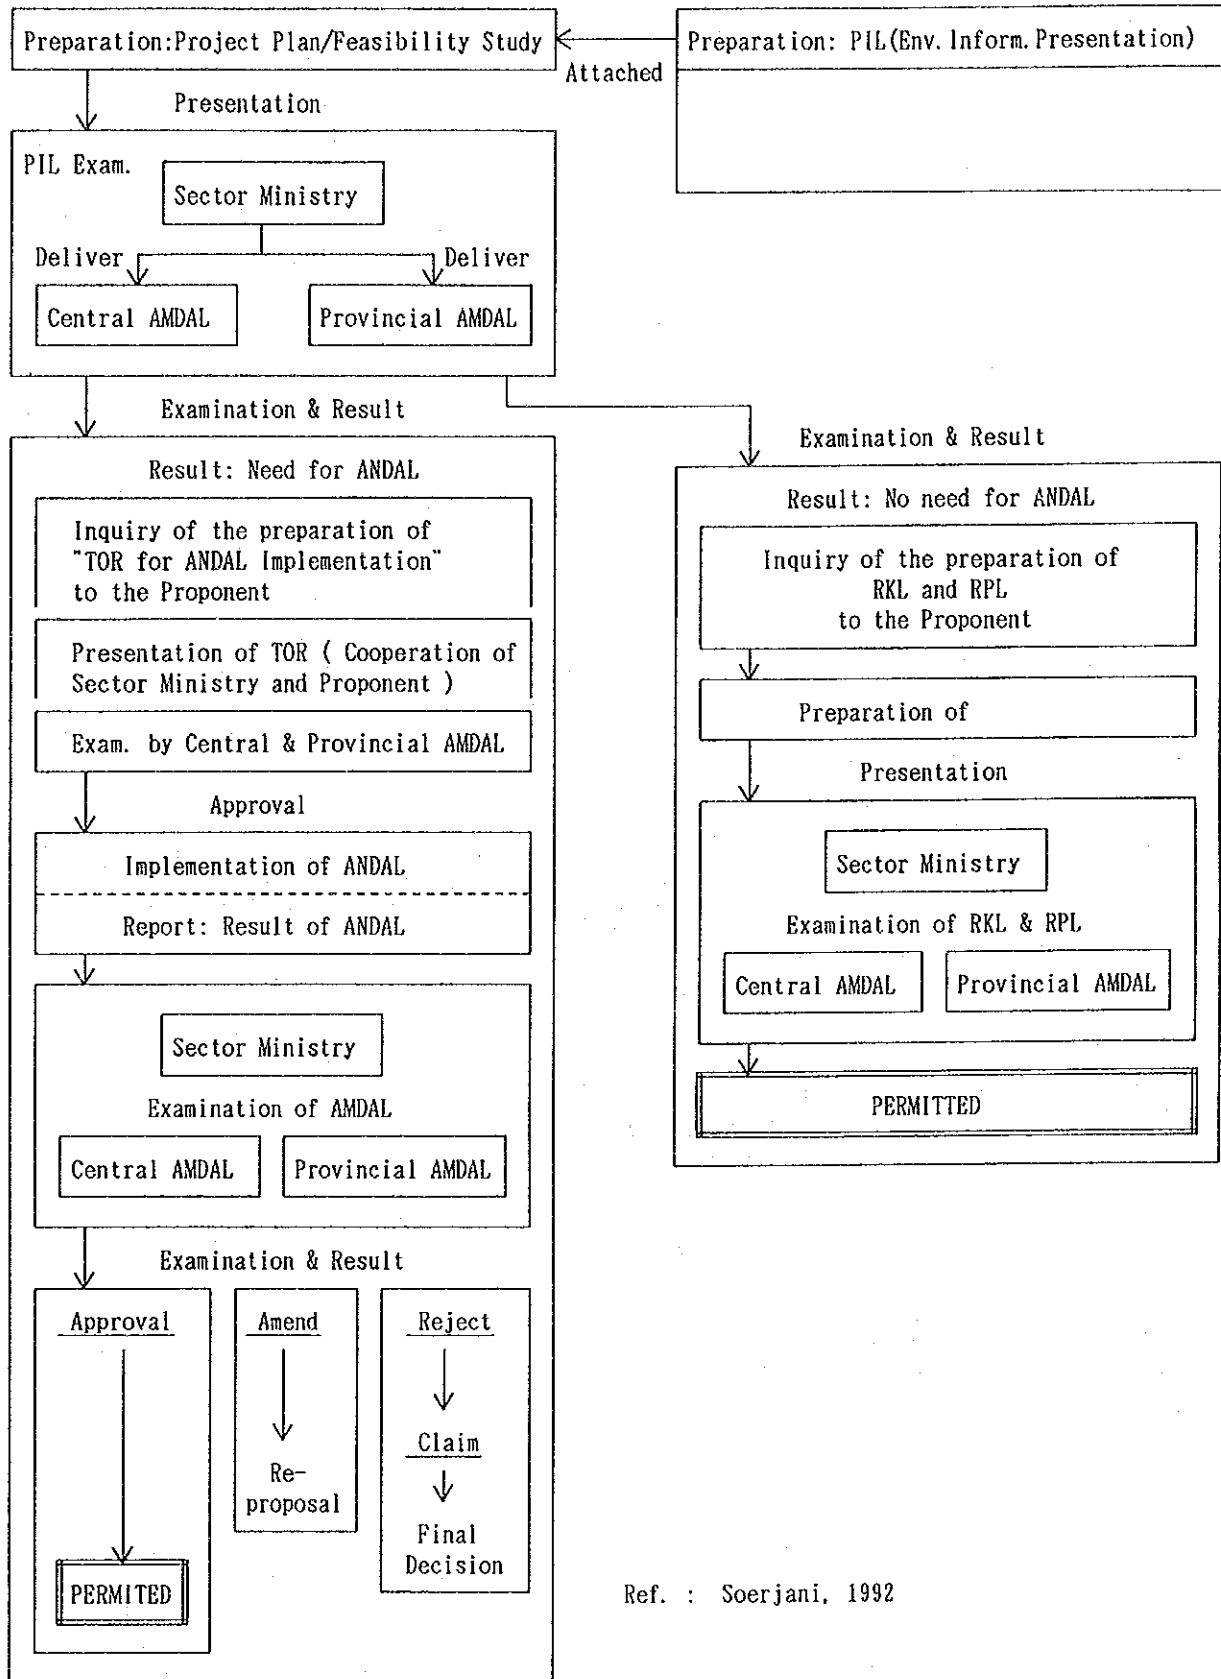 Preparation:Project Plan/Feasibility Study
Preparation: PIL(Env. Inform. Presentation)
Attached
Presentation
PIL Exam.
Sector Ministry
Deliver
Deliver
Central AMDAL
Provincial AMDAL
Examination & Result
Result: Need for ANDAL
Inquiry of the preparation of
"TOR for ANDAL Implementation"
to the Proponent
Presentation of TOR ( Cooperation of
Sector Ministry and Proponent )
Exam. by Central & Provincial AMDAL
Approval
Implementation of ANDAL
Report: Result of ANDAL
Sector Ministry
Examination of AMDAL
Central AMDAL
Provincial AMDAL
Examination & Result
Approval
PERMITED
Amend
Re-
proposal
Reject
Claim
Final
Decision
Examination & Result
Result: No need for ANDAL
Inquiry of the preparation of
RKL and RPL
to the Proponent
Preparation of
Presentation
Sector Ministry
Examination of RKL & RPL
Central AMDAL
Provincial AMDAL
PERMITTED
Ref. : Soerjani, 1992